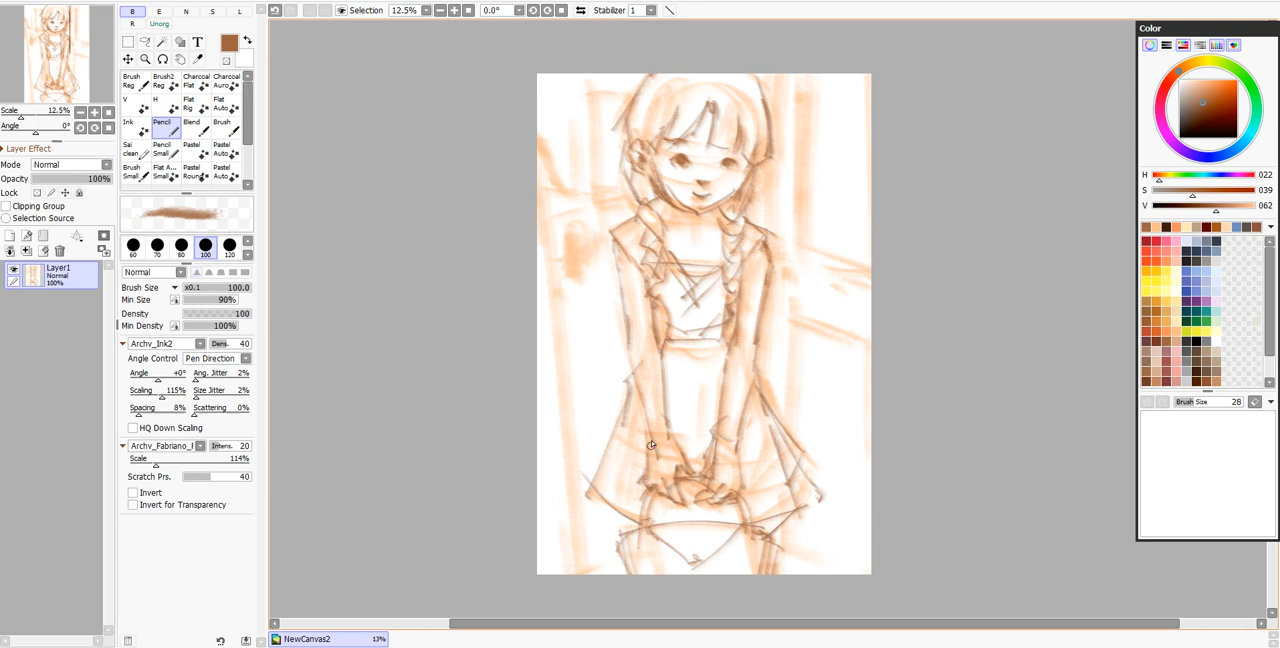 B E N S L
R Unorg
Selection 12.5% 0.0° Stabilizer 1
Scale 12.5%
Angle 0°
Layer Effect
Mode Normal
Opacity 100%
Lock
Clipping Group
Selection Source
Layer1
Normal
100%
T
Brush Reg Brush2 Reg Charcoal Flat Charcoal Auro
V H Flat Rig Flat Auto
Ink Pencil Blend Brush
Sai clean Pencil Small Pastel Pastel Auto
Brush Small Flat A... Pastel Roun Pastel Auto
60 70 80 100 120
Normal
Brush Size x0.1 100.0
Min Size 90%
Density 100
Min Density 100%
Archv_Ink2 Dens. 40
Angle Control Pen Direction
Angle +0° Ang. Jitter 2%
Scaling 115% Size Jitter 2%
Spacing 8% Scattering 0%
HQ Down Scaling
Archv_Fabriano_F Intens. 20
Scale 114%
Scratch Prs. 40
Invert
Invert for Transparency
NewCanvas2 13%
Color
H 022
S 039
V 062
Brush Size 28